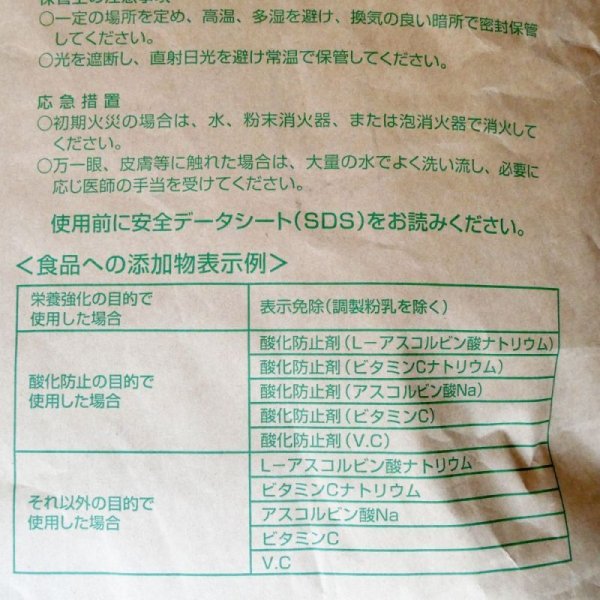 保管上の注意事項
○一定の場所を定め、高温、多湿を避け、換気の良い暗所で密封保管
してください。
○光を遮断し、直射日光を避け常温で保管してください。
応急措置
○初期火災の場合は、水、粉末消火器、または泡消火器で消火して
ください。
○万一眼、皮膚等に触れた場合は、大量の水でよく洗い流し、必要に
応じ医師の手当を受けてください。
使用前に安全データシート(SDS)をお読みください。
＜食品への添加物表示例＞
栄養強化の目的で
使用した場合
表示免除(調製粉乳を除く)
酸化防止の目的で
使用した場合
酸化防止剤(L−アスコルビン酸ナトリウム)
酸化防止剤(ビタミンCナトリウム)
酸化防止剤(アスコルビン酸Na)
酸化防止剤(ビタミンC)
酸化防止剤(V.C)
それ以外の目的で
使用した場合
L−アスコルビン酸ナトリウム
ビタミンCナトリウム
アスコルビン酸Na
ビタミンC
V.C